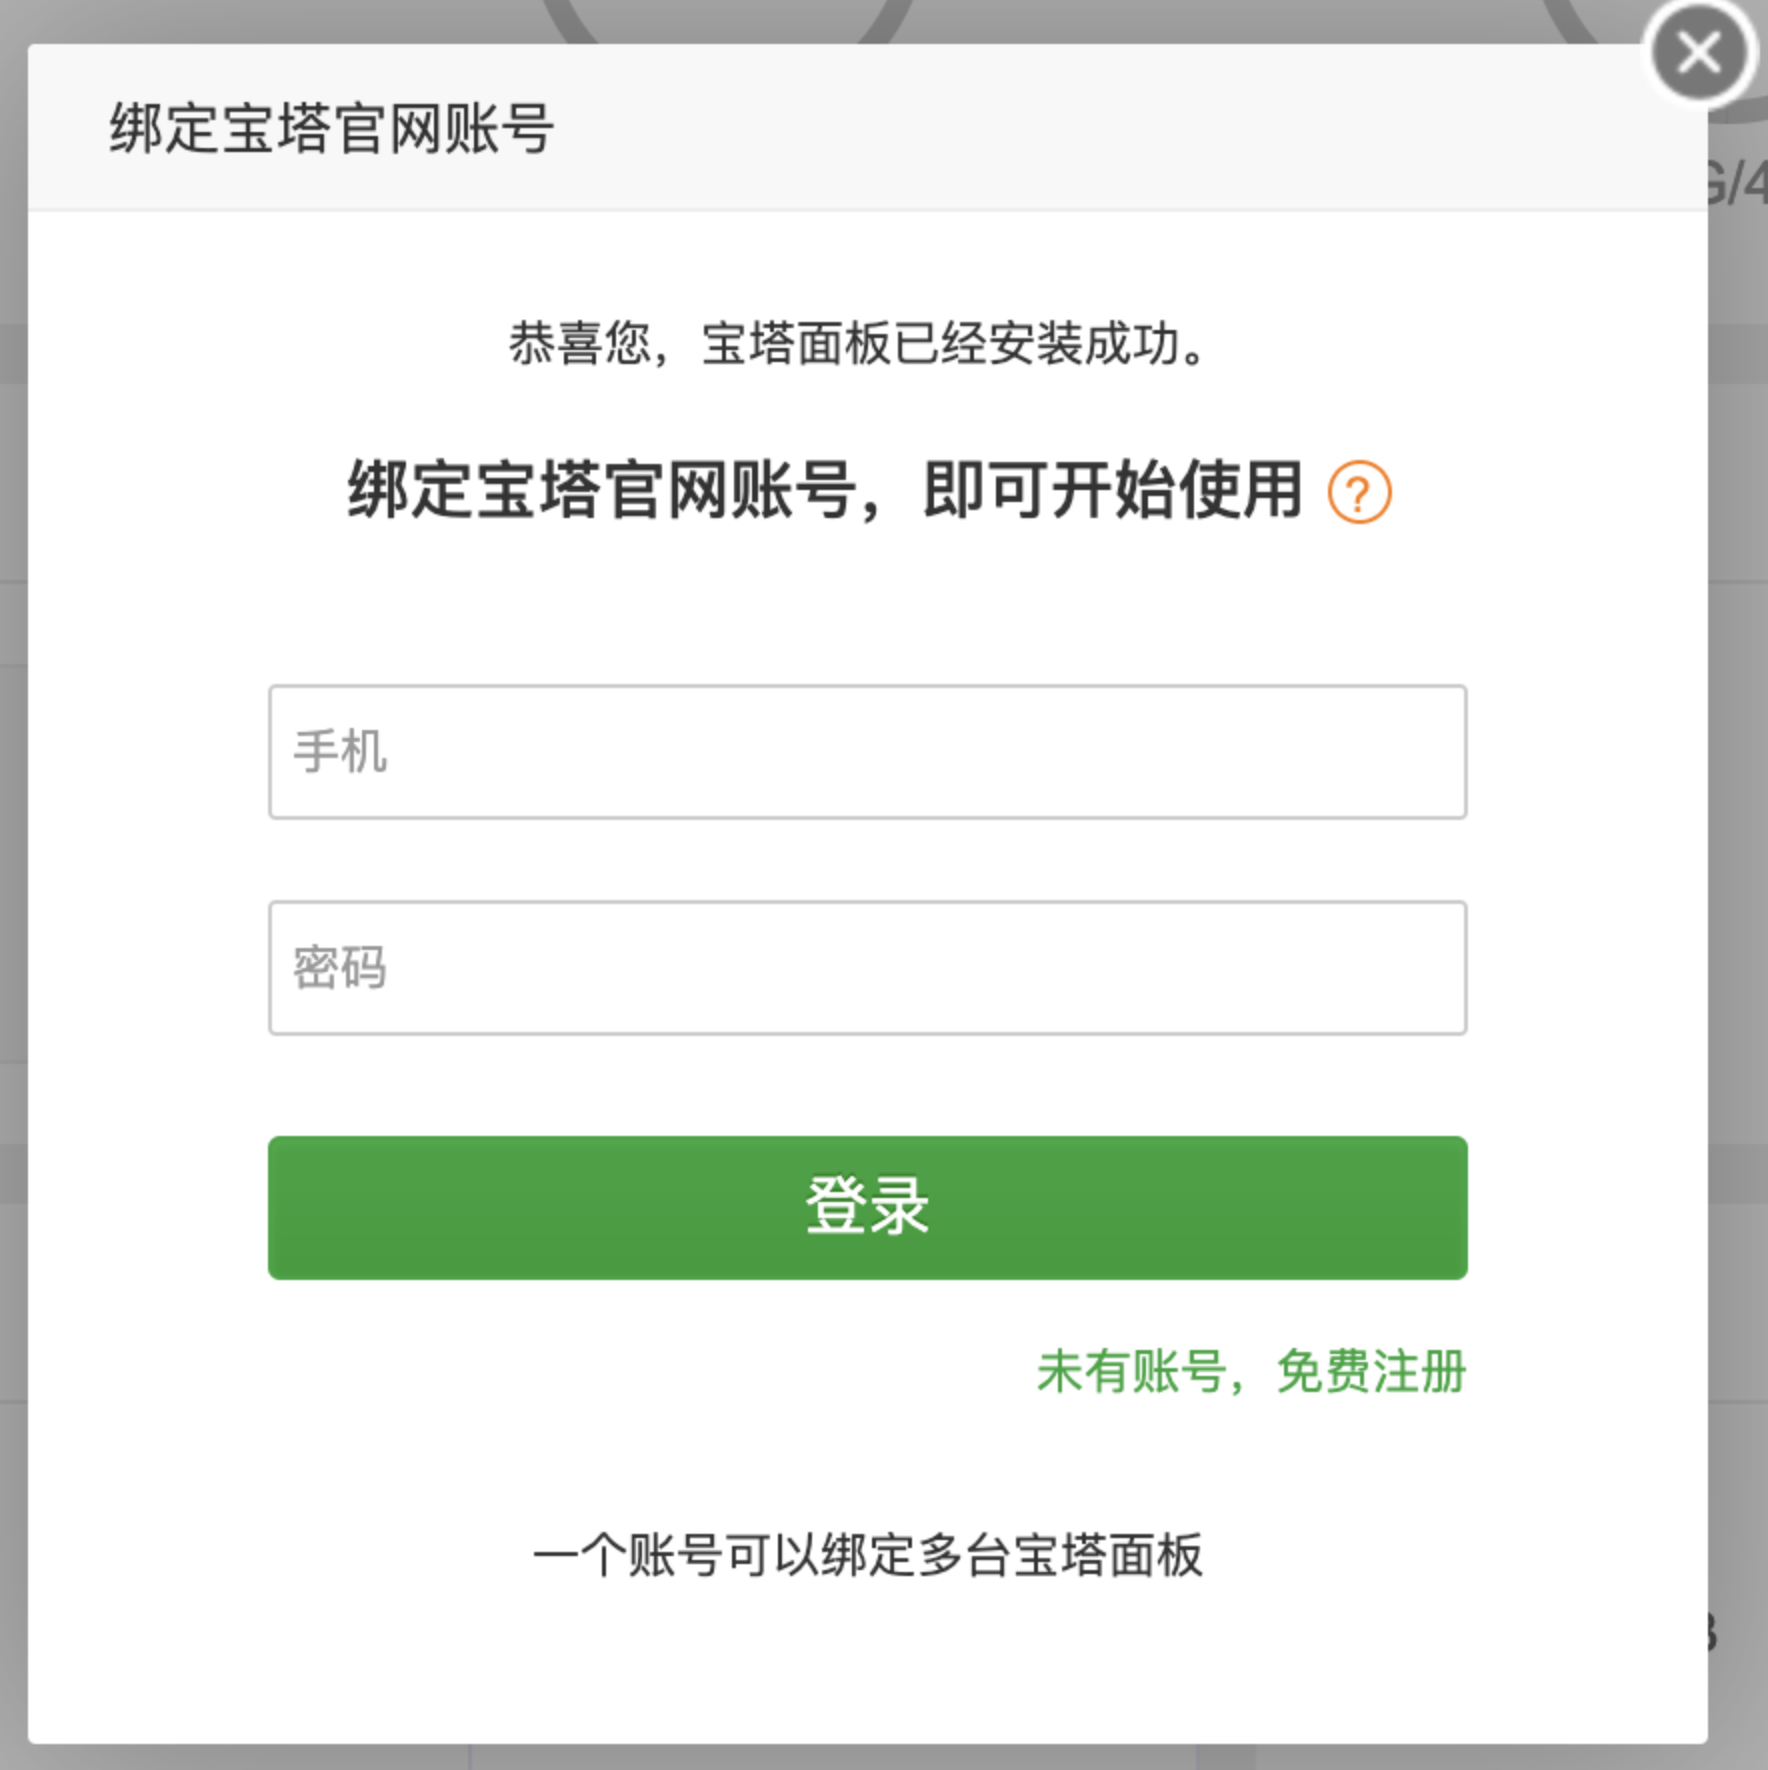 绑定宝塔官网账号
G/4
恭喜您，宝塔面板已经安装成功。
绑定宝塔官网账号，即可开始使用 ?
手机
密码
登录
未有账号，免费注册
一个账号可以绑定多台宝塔面板